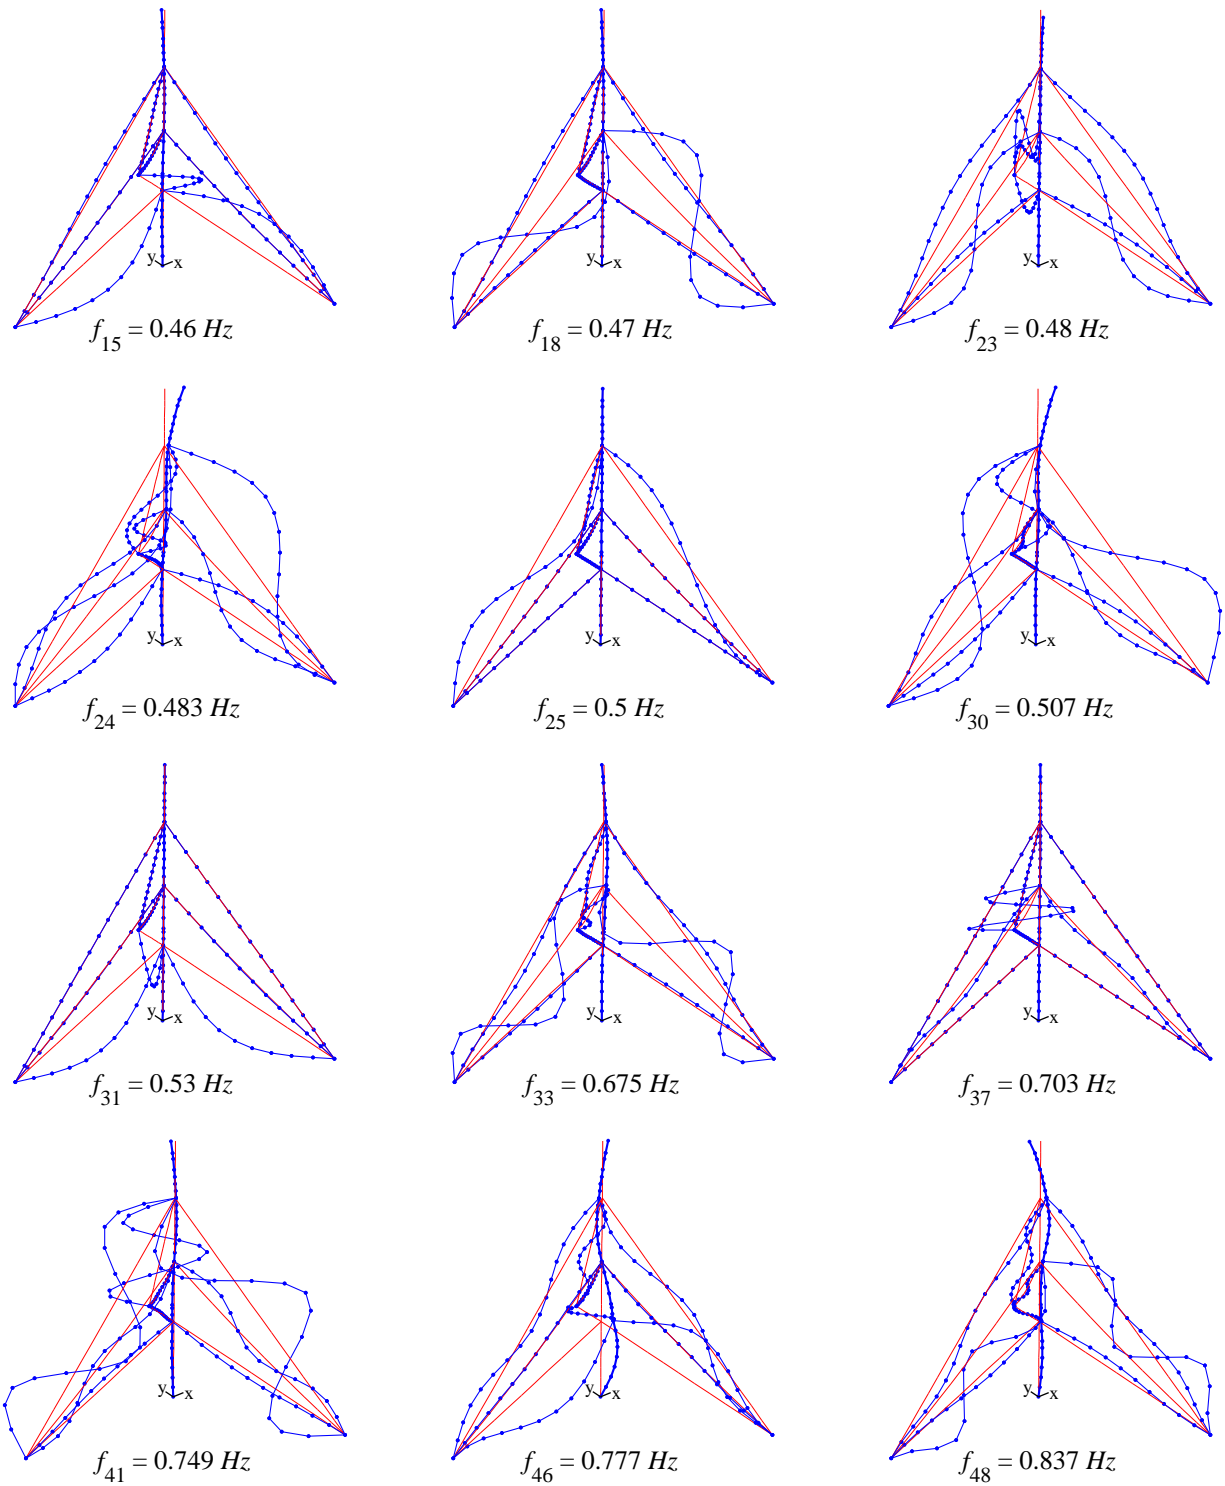 y x
y x
y x
f15 = 0.46 Hz
f18 = 0.47 Hz
f23 = 0.48 Hz
y x
y x
y x
f24 = 0.483 Hz
f25 = 0.5 Hz
f30 = 0.507 Hz
y x
y x
y x
f31 = 0.53 Hz
f33 = 0.675 Hz
f37 = 0.703 Hz
y x
y x
y x
f41 = 0.749 Hz
f46 = 0.777 Hz
f48 = 0.837 Hz